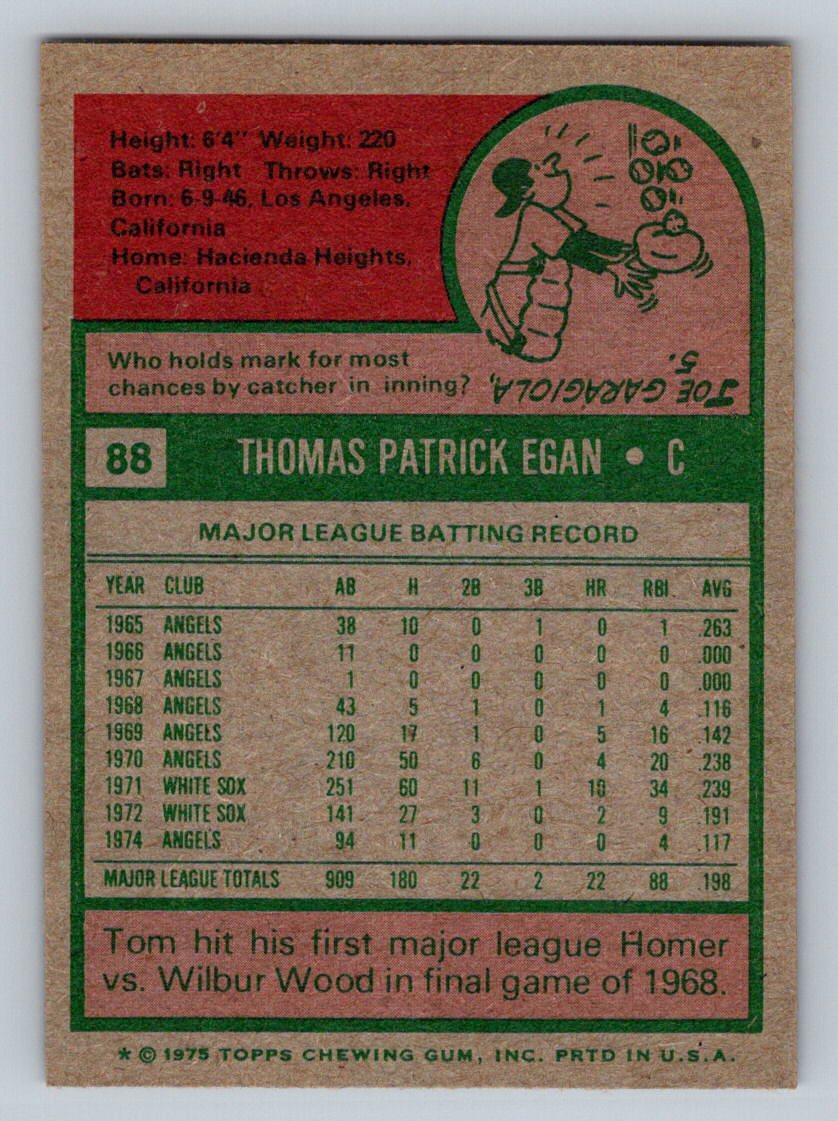 Height: 6'4" Weight: 220
Bats: Right Throws: Right
Born: 6-9-46, Los Angeles,
California
Home: Hacienda Heights,
California
Who holds mark for most
chances by catcher in inning?
JOE GARAGIOLA,
5.
88 THOMAS PATRICK EGAN • C
MAJOR LEAGUE BATTING RECORD
YEAR CLUB AB H 2B 3B HR RBI AVG
1965 ANGELS 38 10 0 1 0 1 .263
1966 ANGELS 11 0 0 0 0 0 .000
1967 ANGELS 1 0 0 0 0 0 .000
1968 ANGELS 43 5 1 0 1 4 .116
1969 ANGELS 120 17 1 0 5 16 .142
1970 ANGELS 210 50 6 0 4 20 .238
1971 WHITE SOX 251 60 11 1 10 34 .239
1972 WHITE SOX 141 27 3 0 2 9 .191
1974 ANGELS 94 11 0 0 0 4 .117
MAJOR LEAGUE TOTALS 909 180 22 2 22 88 .198
Tom hit his first major league Homer
vs. Wilbur Wood in final game of 1968.
* © 1975 TOPPS CHEWING GUM, INC. PRTD IN U.S.A.